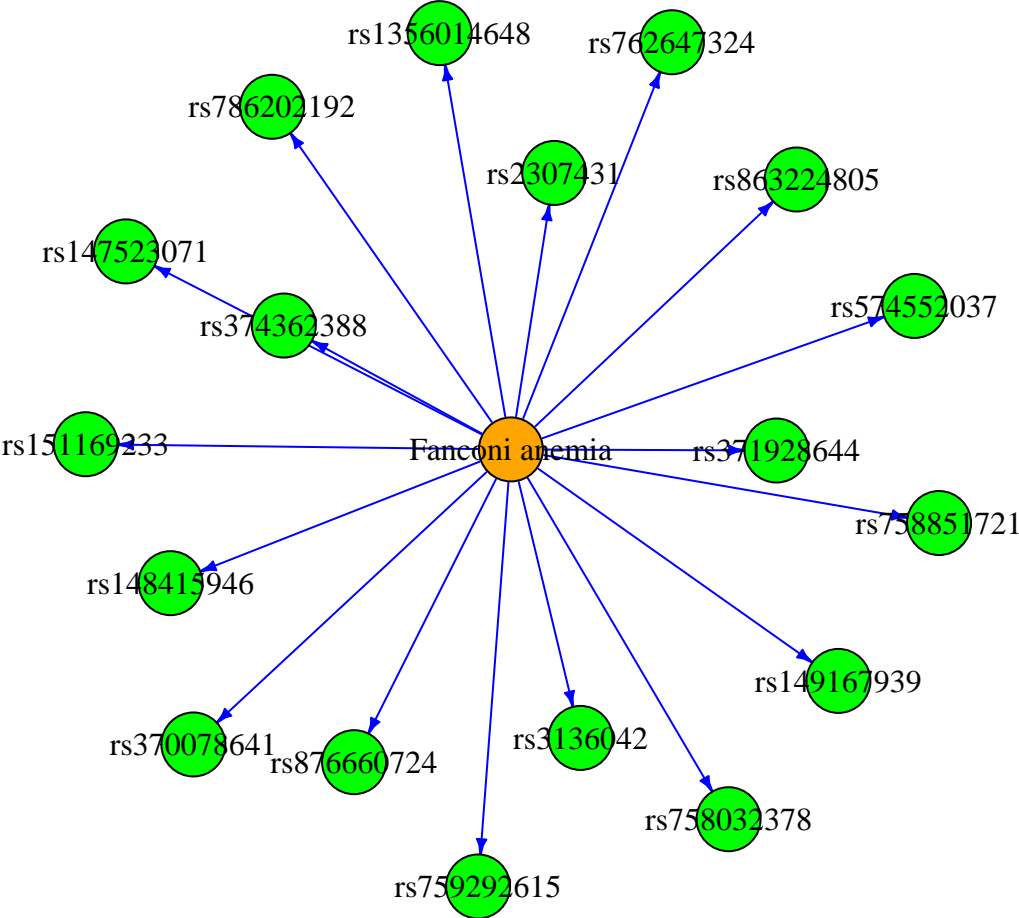 rs1356014648
rs762647324
rs786202192
rs2307431
rs863224805
rs147523071
rs574552037
rs374362388
rs151169233
Fanconi anemia
rs371928644
rs758851721
rs148415946
rs149167939
rs370078641
rs876660724
rs3136042
rs758032378
rs759292615